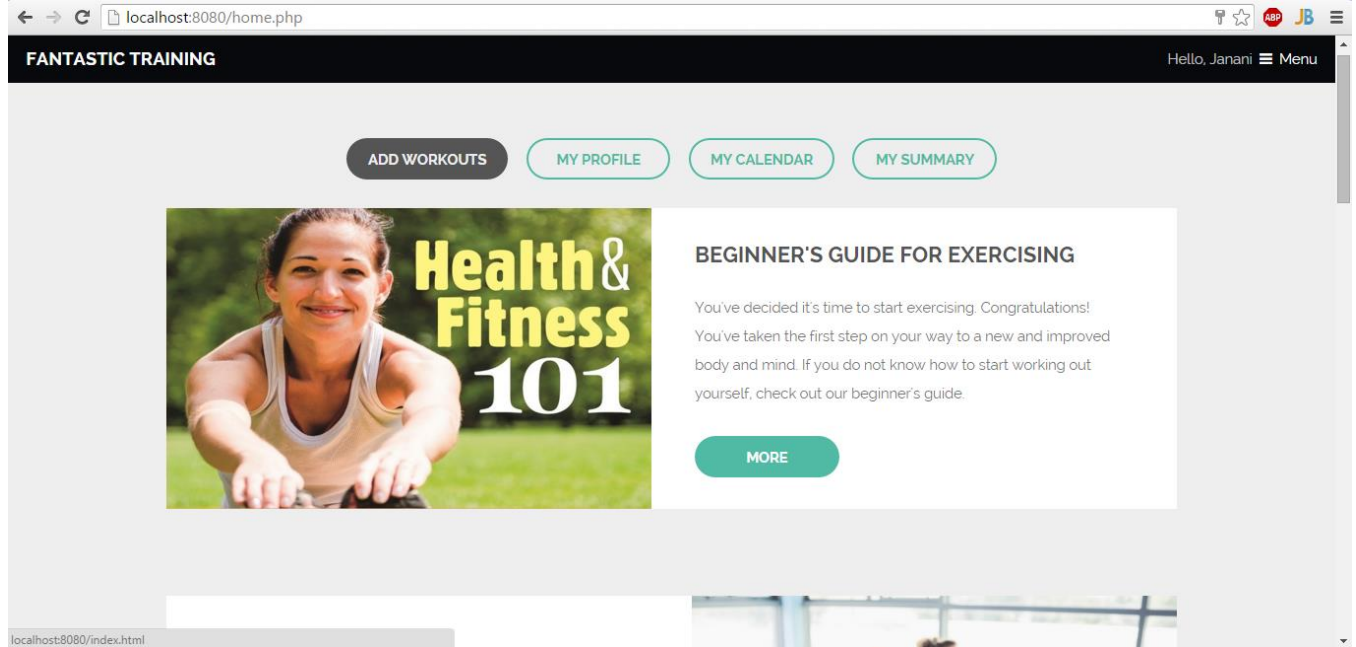 localhost:8080/home.php
ABP
JB
FANTASTIC TRAINING
Hello, Janani Menu
ADD WORKOUTS MY PROFILE MY CALENDAR MY SUMMARY
Health&
Fitness
101
BEGINNER'S GUIDE FOR EXERCISING
You've decided it's time to start exercising. Congratulations!
You've taken the first step on your way to a new and improved
body and mind. If you do not know how to start working out
yourself, check out our beginner's guide.
MORE
localhost:8080/index.html